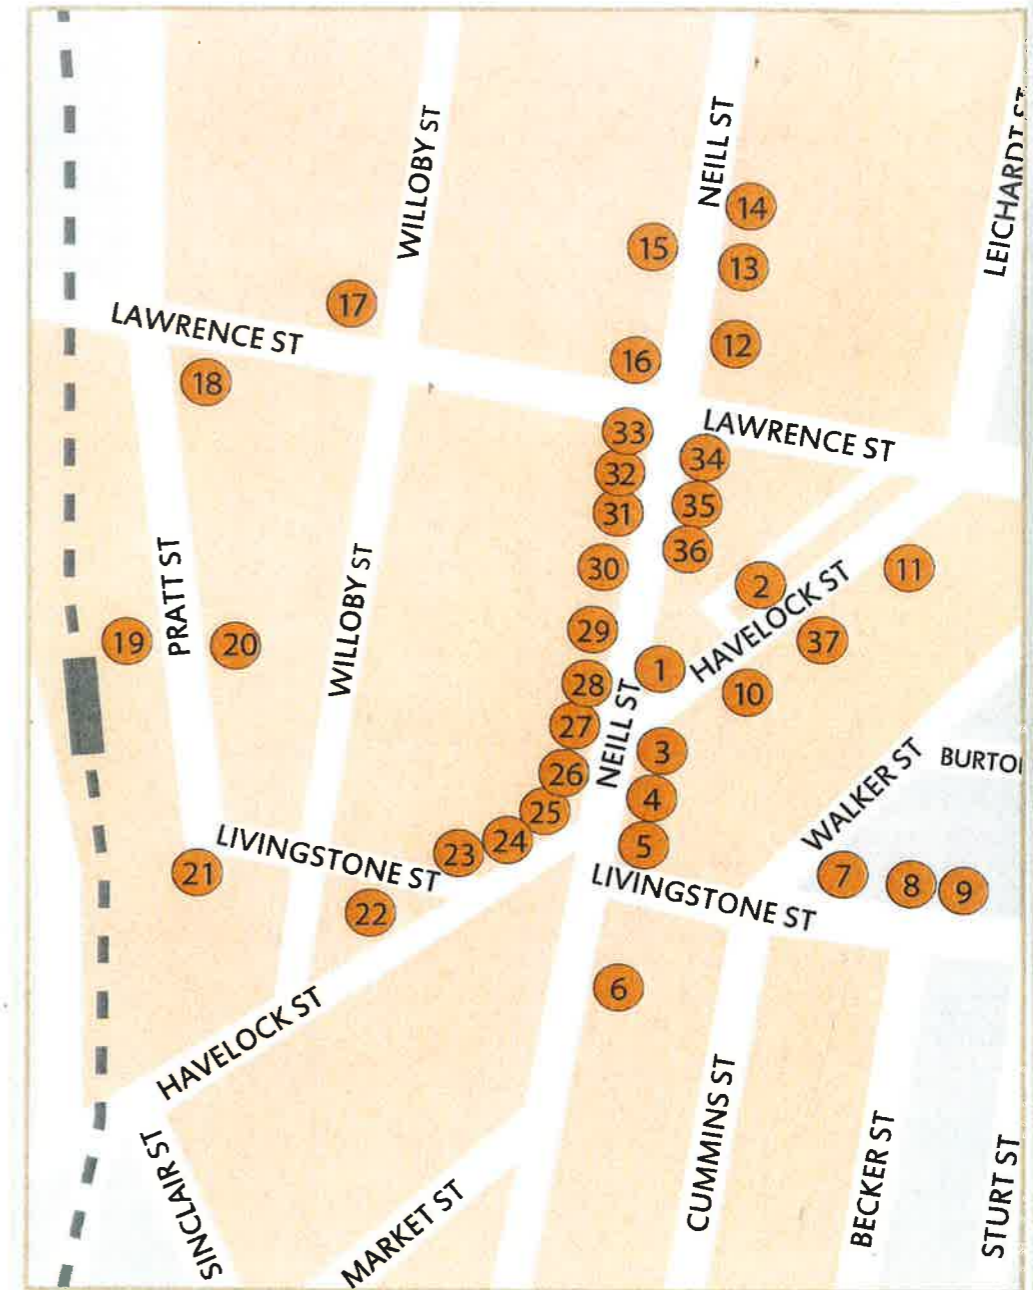 WILLOBY ST
NEILL ST
LEICHARDT ST
14
15
13
17
LAWRENCE ST
12
16
18
LAWRENCE ST
33
34
32
35
31
36
30
2
HAVELOCK ST
11
PRATT ST
WILLOBY ST
19
20
29
37
1
28
10
NEILL ST
27
3
WALKER ST
26
4
25
5
24
23
LIVINGSTONE ST
21
22
LIVINGSTONE ST
7
8
9
6
HAVELOCK ST
CUMMINS ST
BECKER ST
STURT ST
SINCLAIR ST
MARKET ST